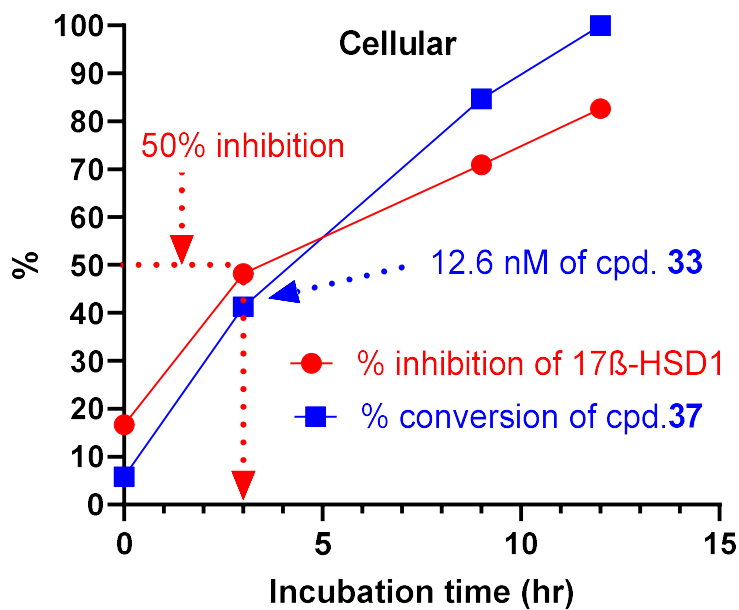 Cellular
100
90
80
70
60
50
40
30
20
10
0
%
50% inhibition
12.6 nM of cpd. 33
% inhibition of 17ß-HSD1
% conversion of cpd.37
0 5 10 15
Incubation time (hr)